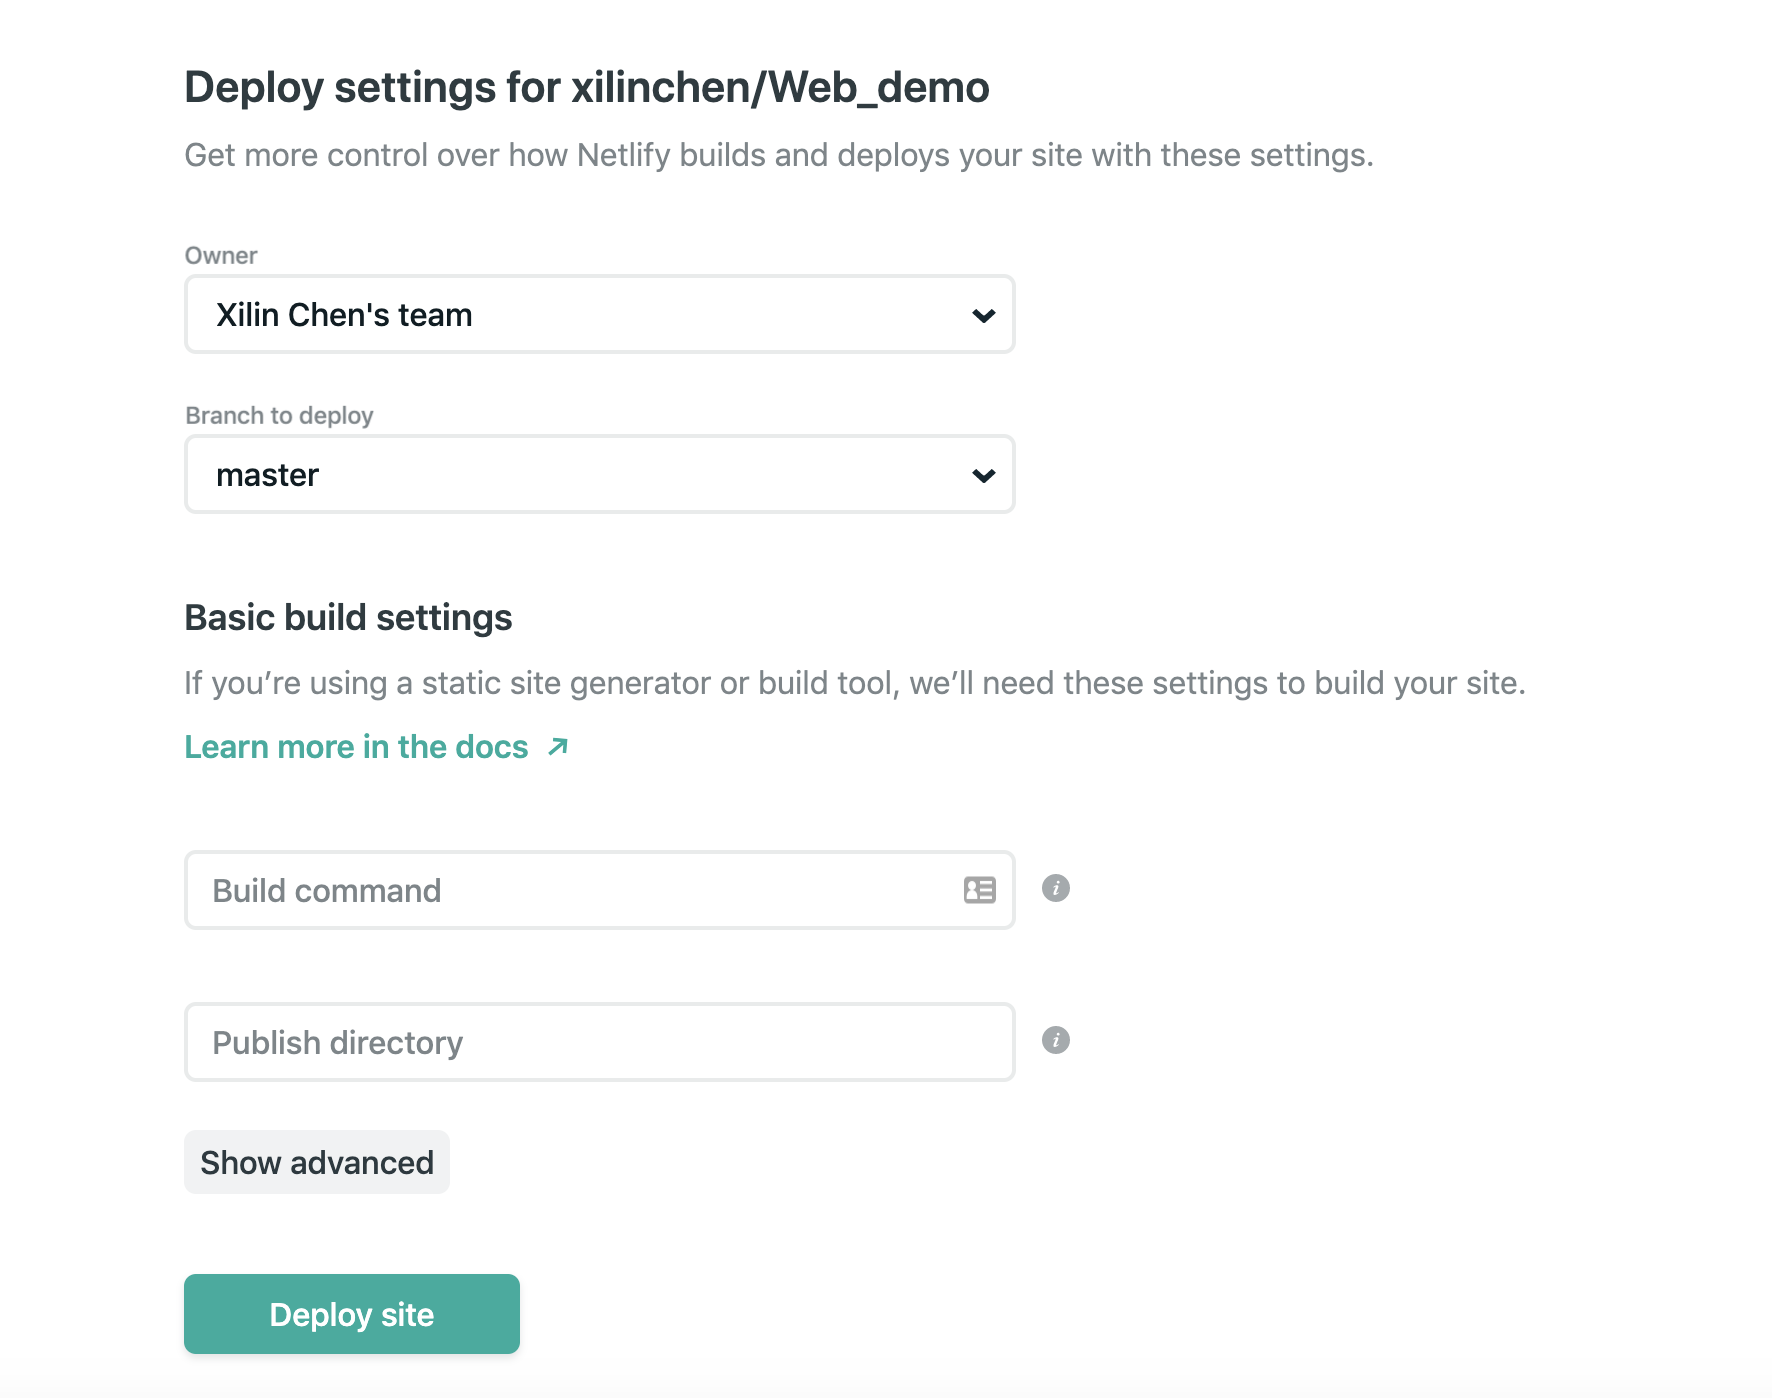 Deploy settings for xilinchen/Web_demo
Get more control over how Netlify builds and deploys your site with these settings.
Owner
Xilin Chen's team
Branch to deploy
master
Basic build settings
If you’re using a static site generator or build tool, we’ll need these settings to build your site.
Learn more in the docs
Build command
Publish directory
Show advanced
Deploy site